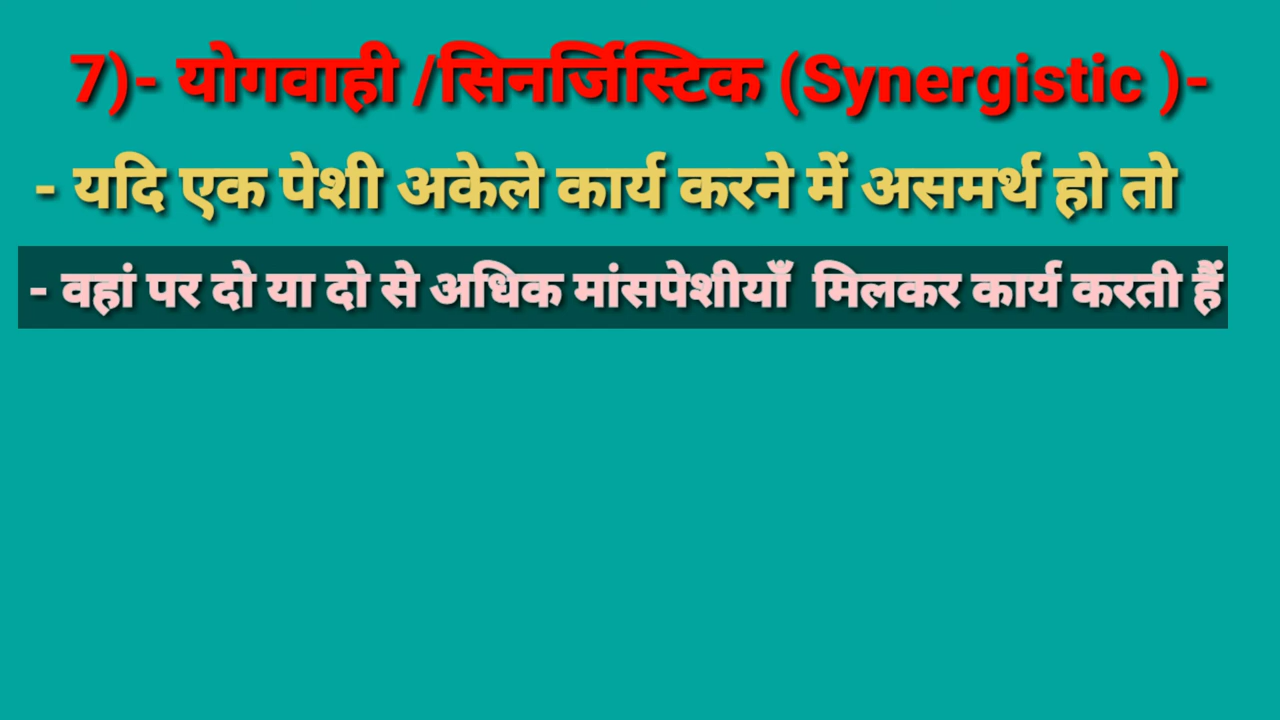 7)- योगवाही /सिनर्जिस्टिक (Synergistic )-
- यदि एक पेशी अकेले कार्य करने में असमर्थ हो तो
- वहां पर दो या दो से अधिक मांसपेशीयाँ मिलकर कार्य करती हैं